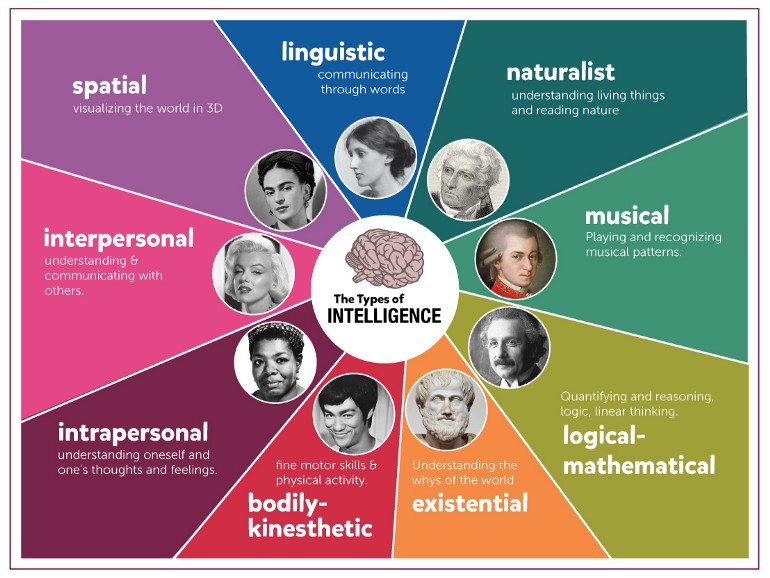 linguistic
communicating
through words
naturalist
understanding living things
and reading nature
spatial
visualizing the world in 3D
musical
Playing and recognizing
musical patterns.
interpersonal
understanding &
communicating with
others.
The Types of
INTELLIGENCE
Quantifying and reasoning,
logic, linear thinking.
logical-
mathematical
intrapersonal
understanding oneself and
one's thoughts and feelings.
fine motor skills &
physical activity.
bodily-
kinesthetic
Understanding the
whys of the world
existential